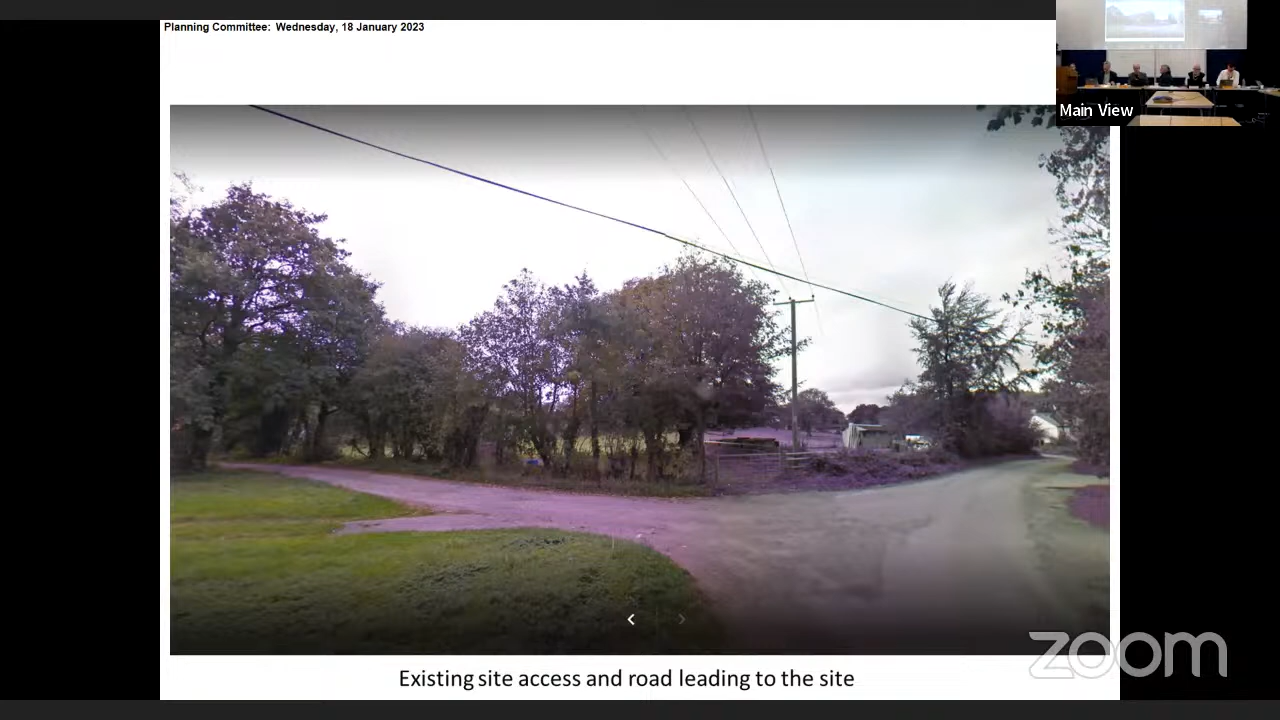 Planning Committee: Wednesday, 18 January 2023
Main View
Existing site access and road leading to the site
zoom